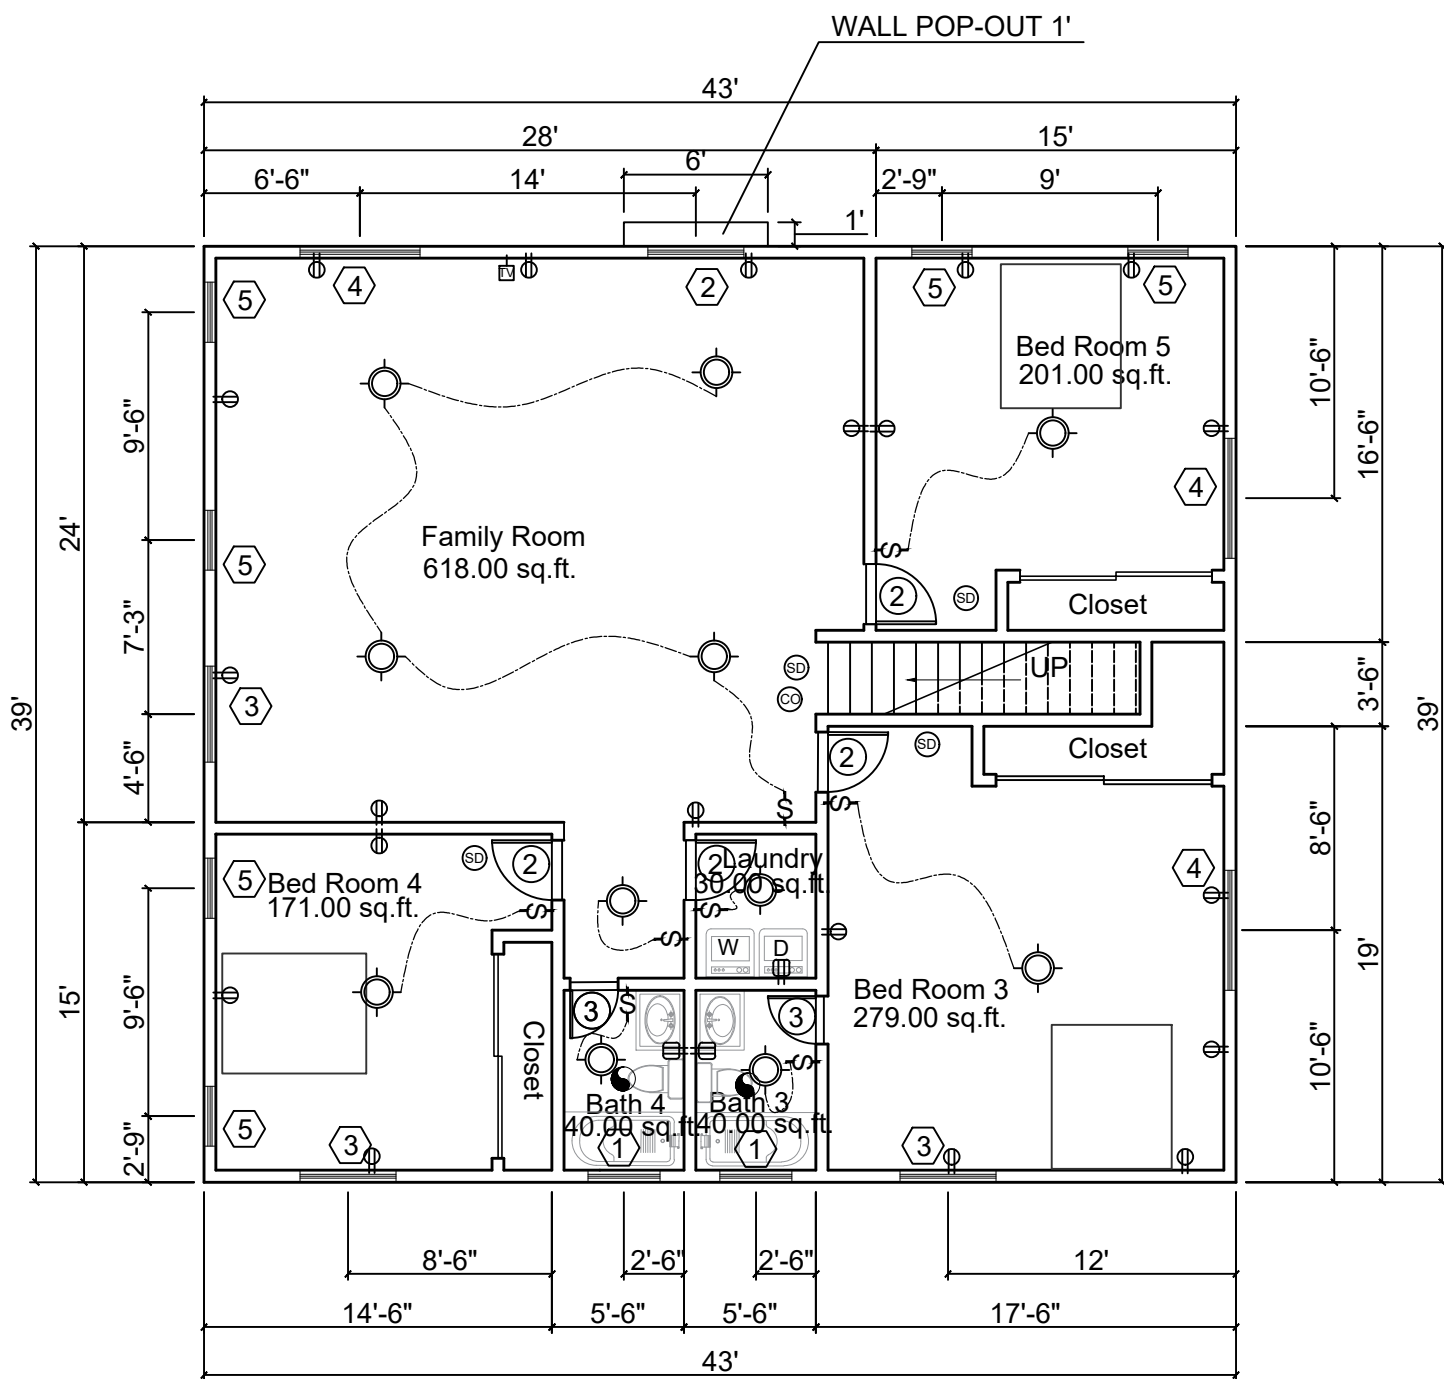 WALL POP-OUT 1'
43'
28'
15'
6'
6'-6"
14'
2'-9"
9'
1'
TV
4
2
5
5
5
Bed Room 5
201.00 sq.ft.
10'-6"
16'-6"
9'-6"
4
24'
Family Room
618.00 sq.ft.
S
5
2
SD
Closet
7'-3"
SD
UP
CO
3
3'-6"
39'
39'
SD
Closet
2
4'-6"
S
S
8'-6"
SD
2
2
Laundry
30.00 sq.ft.
5
Bed Room 4
171.00 sq.ft.
4
S
S
S
W
D
19'
15'
9'-6"
3
S
3
Bed Room 3
279.00 sq.ft.
Closet
S
10'-6"
Bath 4
40.00 sq.ft.
Bath 3
40.00 sq.ft.
5
3
1
1
3
2'-9"
8'-6"
2'-6"
2'-6"
12'
14'-6"
5'-6"
5'-6"
17'-6"
43'